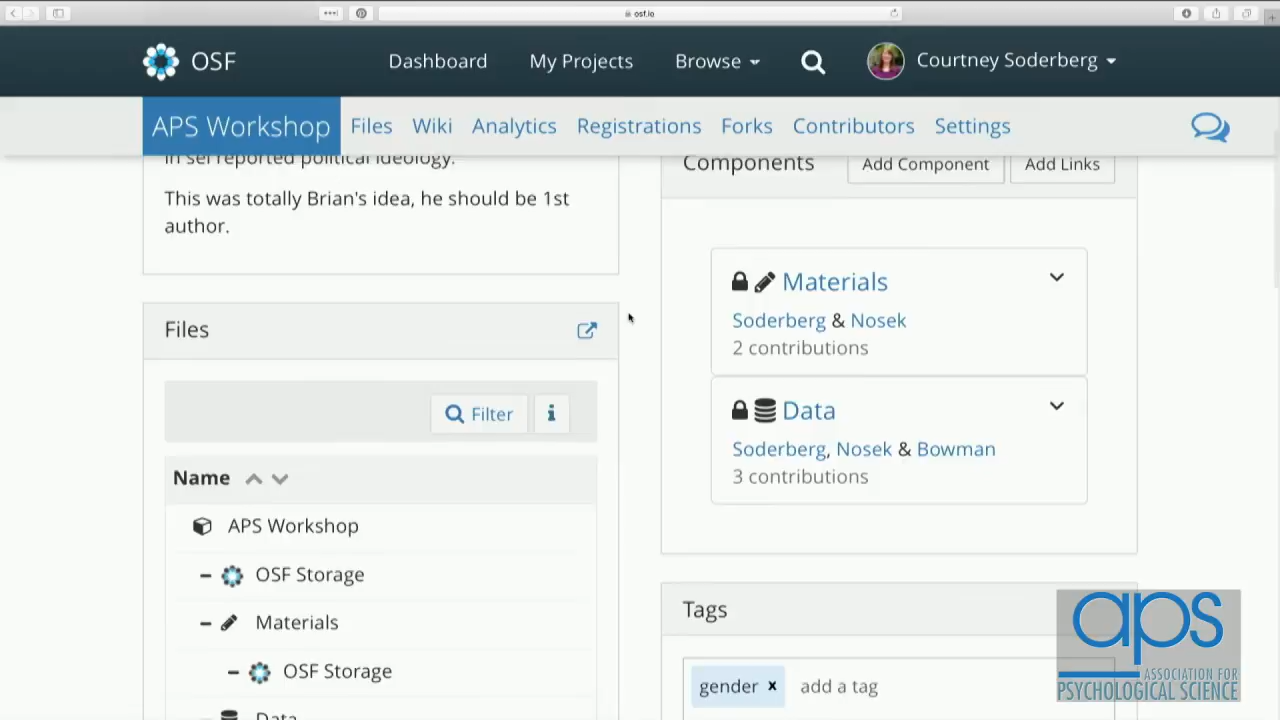 osf.io
OSF
Dashboard
My Projects
Browse
Courtney Soderberg
APS Workshop
Files
Wiki
Analytics
Registrations
Forks
Contributors
Settings
political ideology.
This was totally Brian's idea, he should be 1st
author.
Components
Add Component
Add Links
Materials
Soderberg & Nosek
2 contributions
Data
Soderberg, Nosek & Bowman
3 contributions
Files
Filter
i
Name
APS Workshop
OSF Storage
Materials
OSF Storage
Data
Tags
gender x
add a tag
aps
ASSOCIATION FOR
PSYCHOLOGICAL SCIENCE